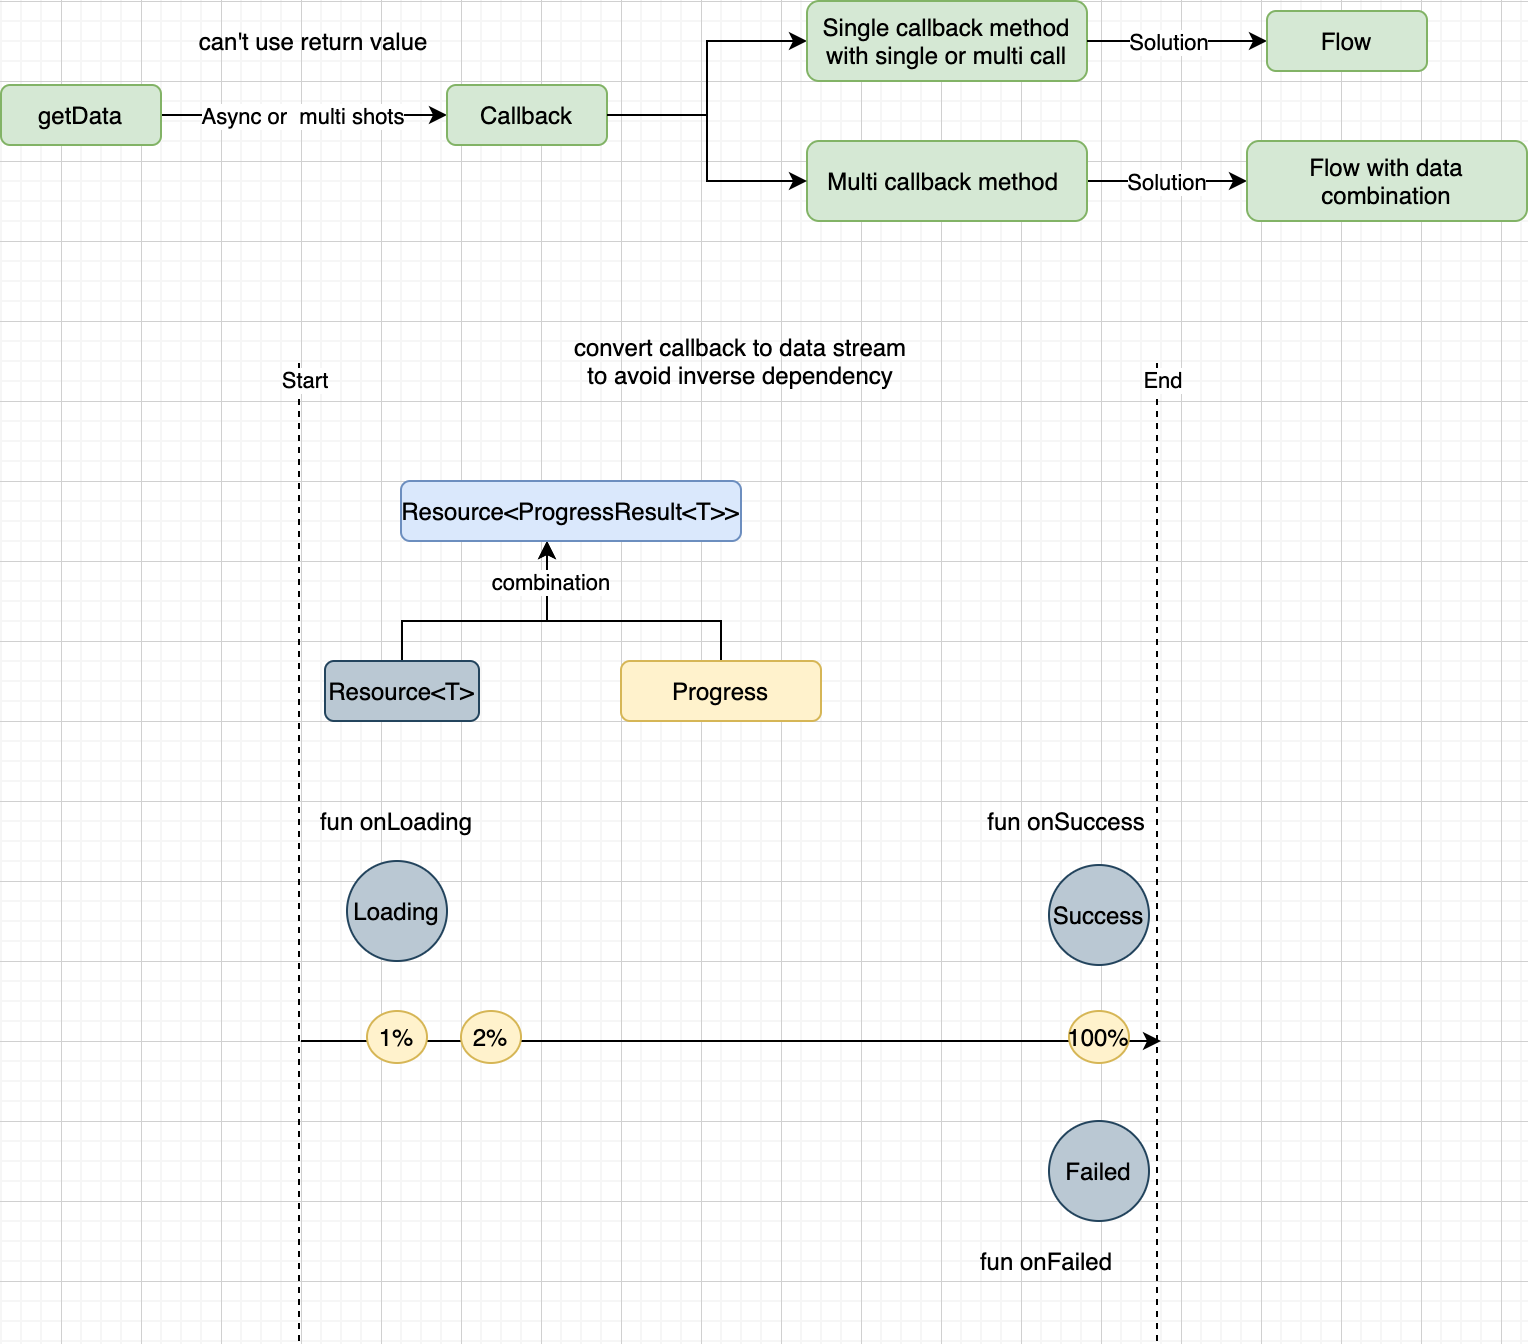 can't use return value
getData
Async or  multi shots
Callback
Single callback method
with single or multi call
Solution
Flow
Multi callback method
Solution
Flow with data
combination
convert callback to data stream
to avoid inverse dependency
Start
End
Resource<ProgressResult<T>>
combination
Resource<T>
Progress
fun onLoading
fun onSuccess
Loading
Success
1%
2%
100%
Failed
fun onFailed